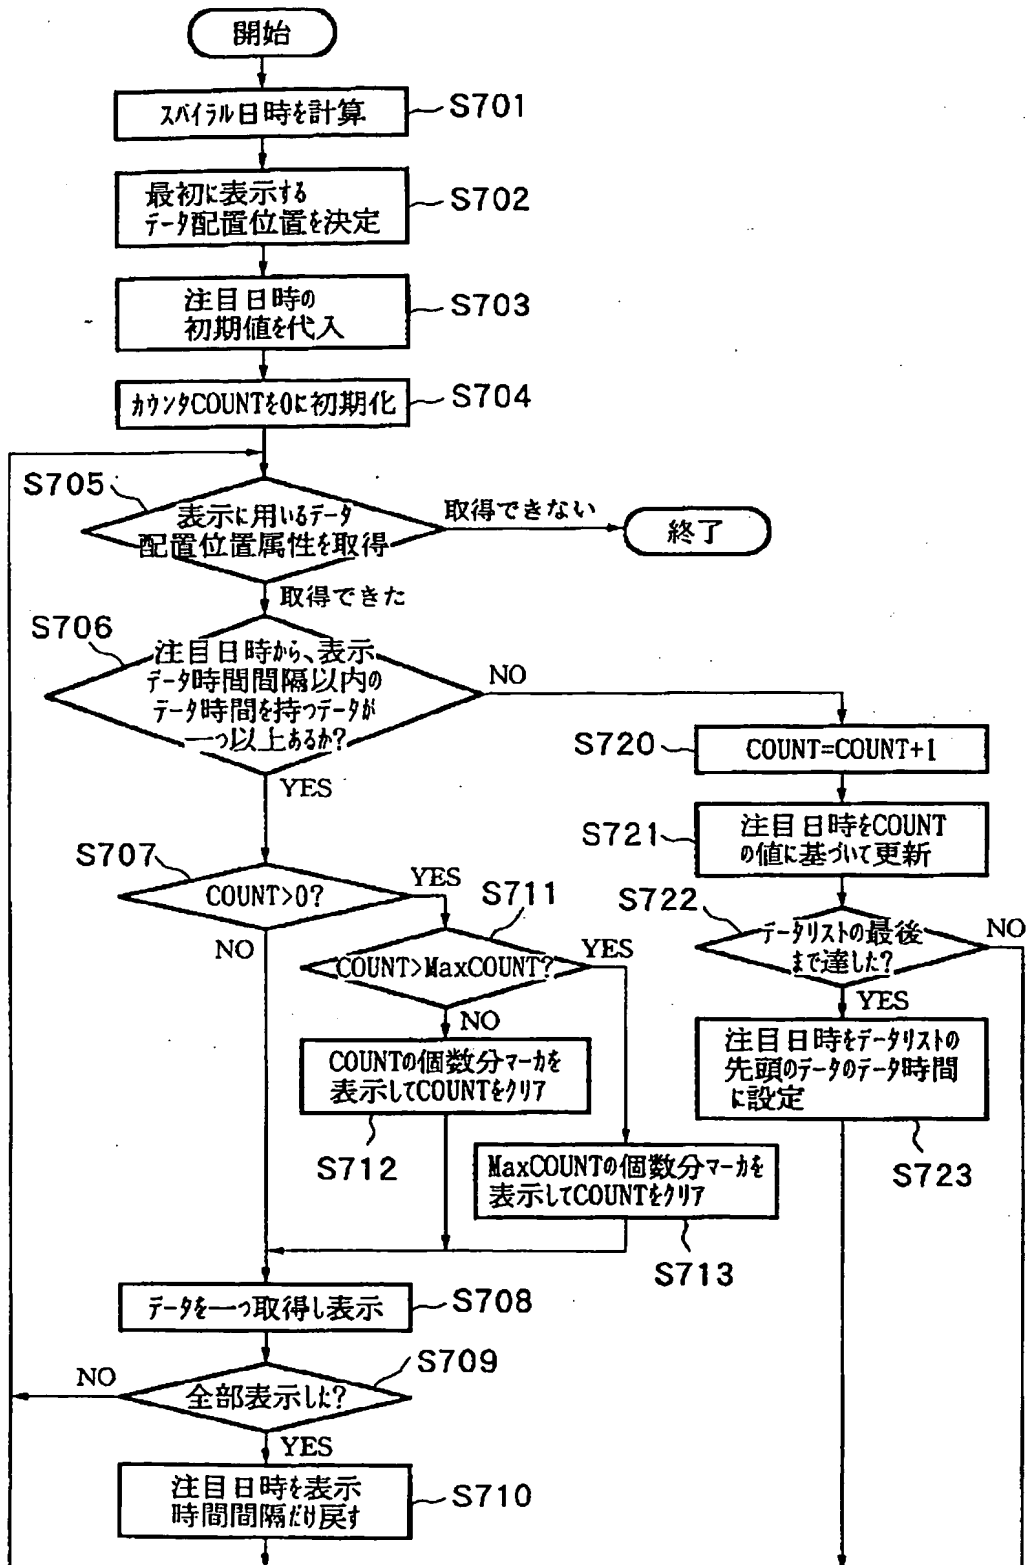 開始
スパイラル日時を計算
S701
最初に表示する
データ配置位置を決定
S702
注目日時の
初期値を代入
S703
カウンタCOUNTを0に初期化
S704
S705
表示に用いるデータ
配置位置属性を取得
取得できない
終了
取得できた
S706
注目日時から、表示
データ時間間隔以内の
データ時間を持つデータが
一つ以上あるか?
NO
YES
S720
COUNT=COUNT+1
S721
注目日時をCOUNT
の値に基づいて更新
S707
COUNT>0?
YES
NO
S711
COUNT>MaxCOUNT?
YES
NO
S722
データリストの最後
まで達した?
NO
YES
COUNTの個数分マーカを
表示してCOUNTをクリア
S712
注目日時をデータリストの
先頭のデータのデータ時間
に設定
S723
MaxCOUNTの個数分マーカを
表示してCOUNTをクリア
S713
データを一つ取得し表示
S708
S709
全部表示した?
NO
YES
注目日時を表示
時間間隔だけ戻す
S710